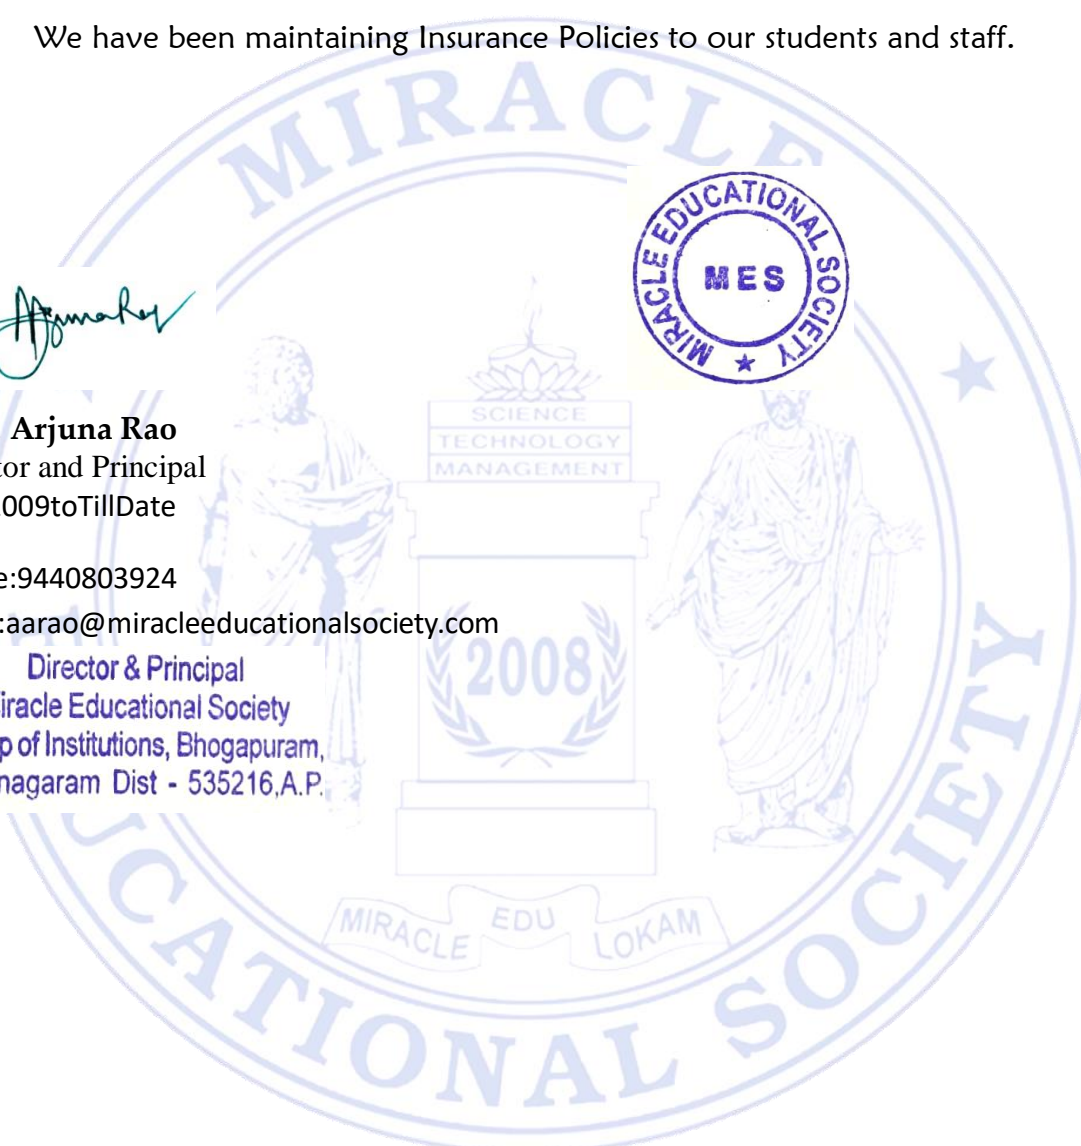 We have been maintaining Insurance Policies to our students and staff.
MIRACLE EDUCATIONAL SOCIETY
MES
Arjuna Rao
tor and Principal
009toTillDate
e:9440803924
:aarao@miracleeducationalsociety.com
Director & Principal
iracle Educational Society
p of Institutions, Bhogapuram,
nagaram Dist - 535216,A.P.
MIRACLE
UCATIONAL SOCIETY
SCIENCE
TECHNOLOGY
MANAGEMENT
2008
MIRACLE EDU LOKAM